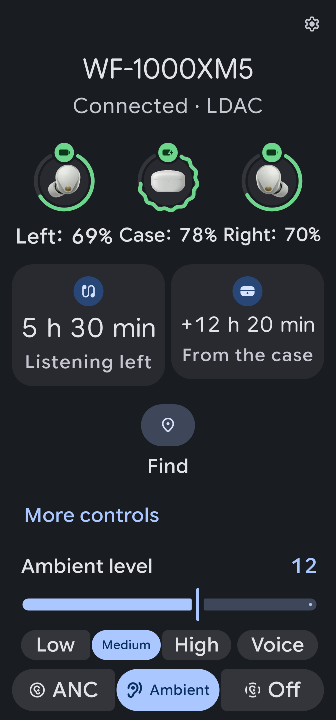 WF-1000XM5
Connected · LDAC
Left: 69% Case: 78% Right: 70%
5 h 30 min
Listening left
+12 h 20 min
From the case
Find
More controls
Ambient level 12
Low Medium High Voice
ANC Ambient Off